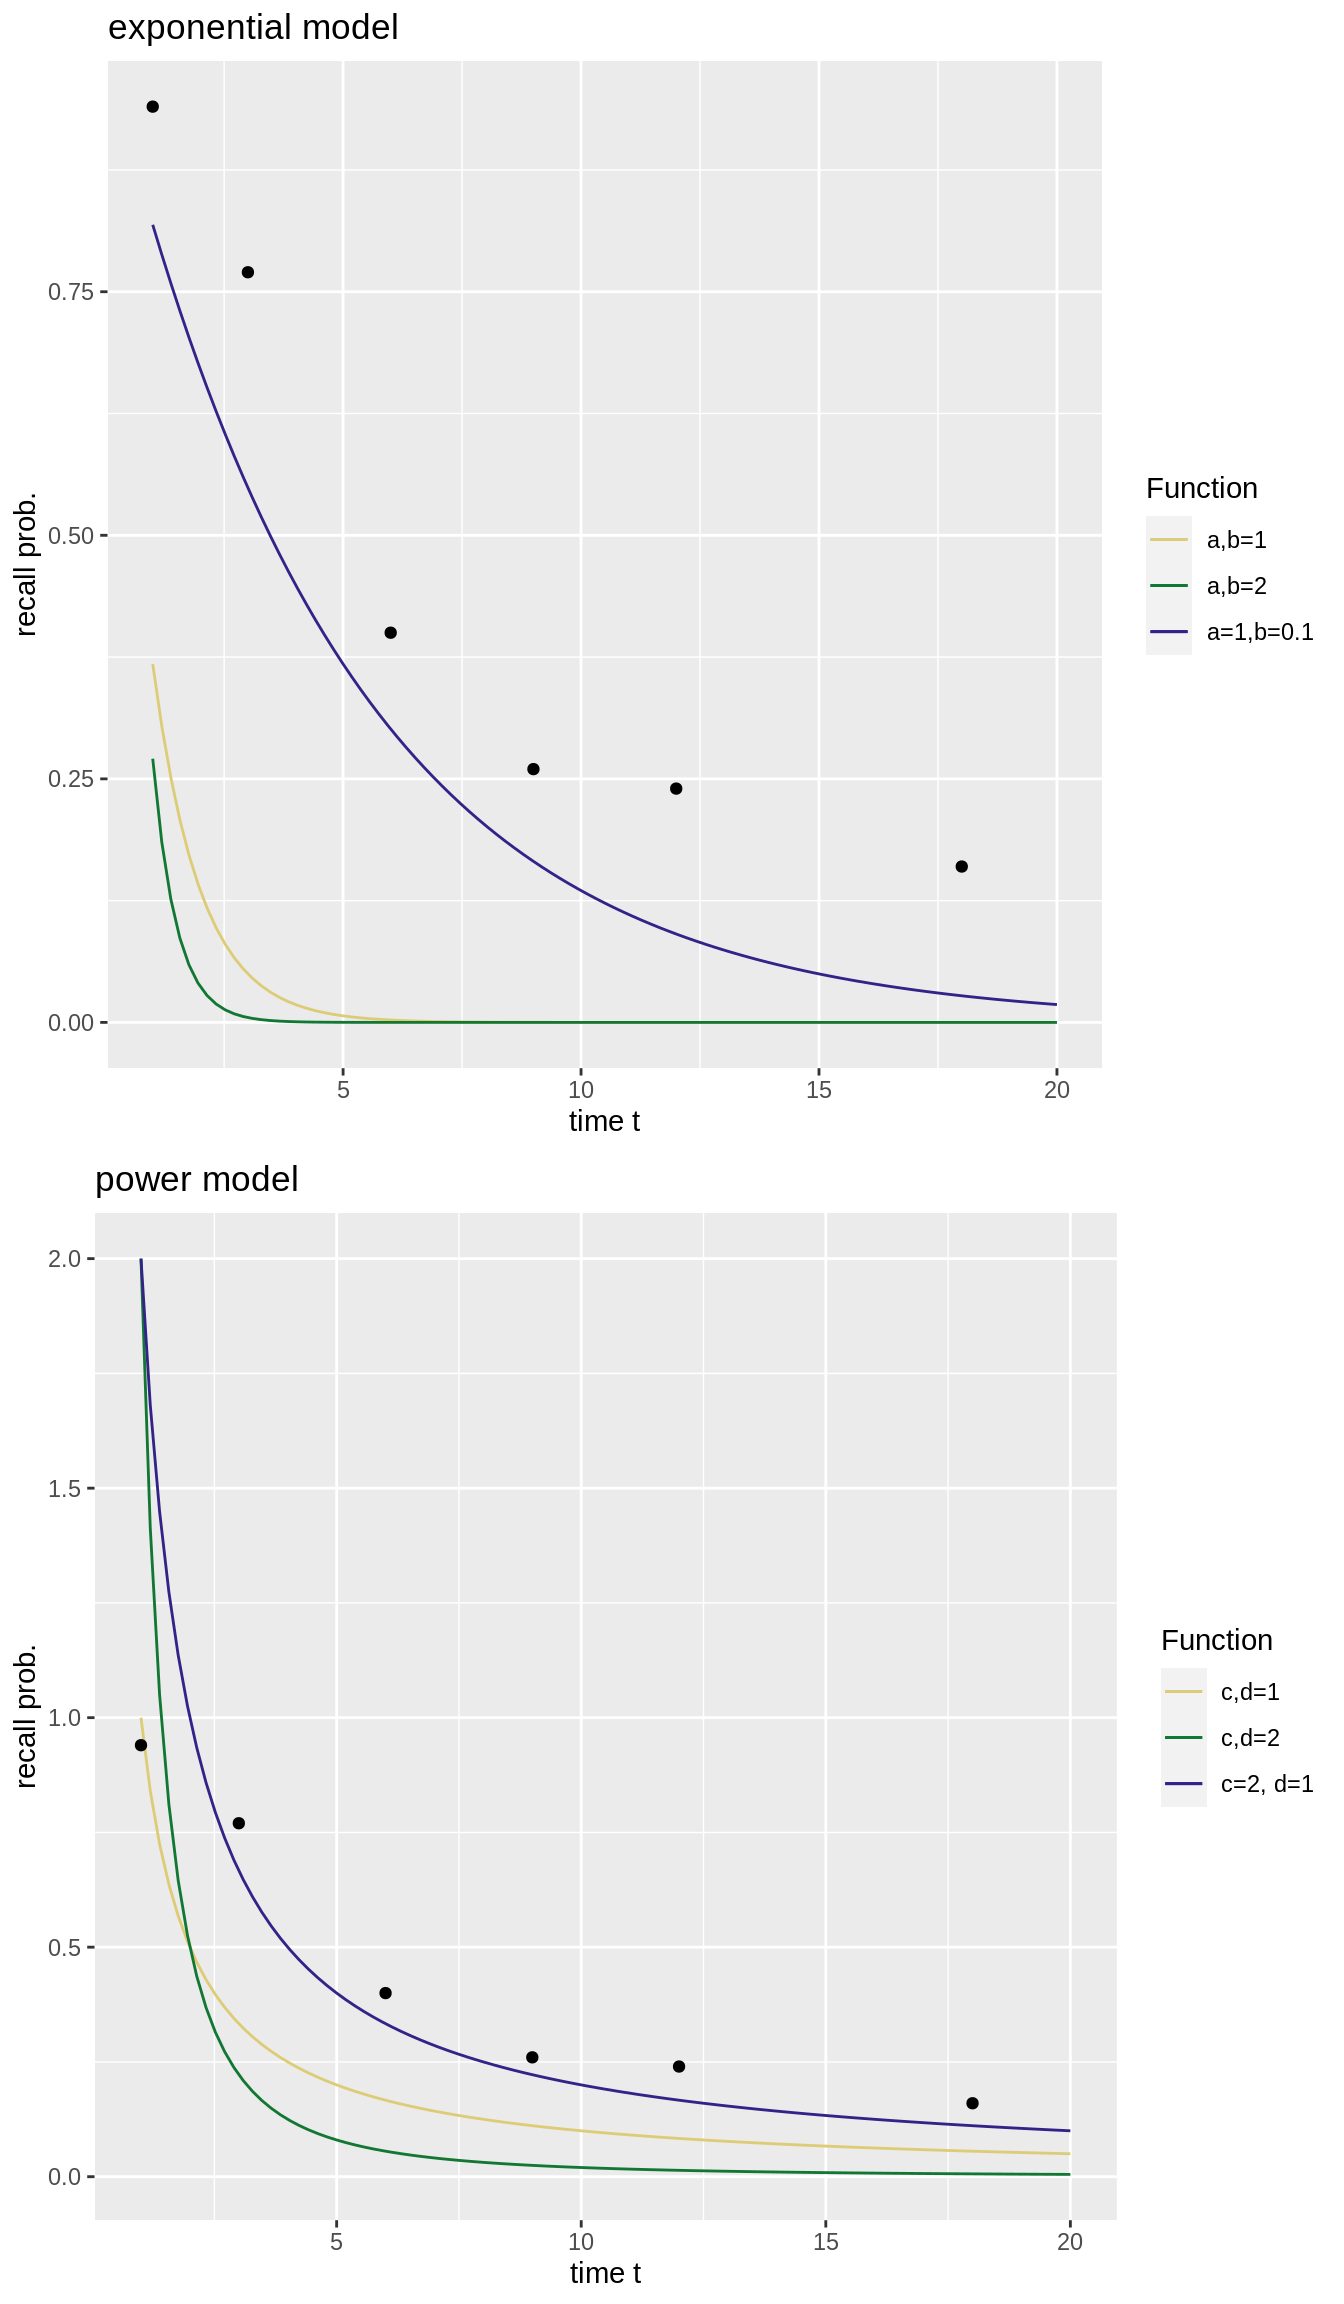 exponential model
recall prob.
0.75
0.50
0.25
0.00
5 10 15 20
time t
Function
a,b=1
a,b=2
a=1,b=0.1
power model
recall prob.
2.0
1.5
1.0
0.5
0.0
5 10 15 20
time t
Function
c,d=1
c,d=2
c=2, d=1